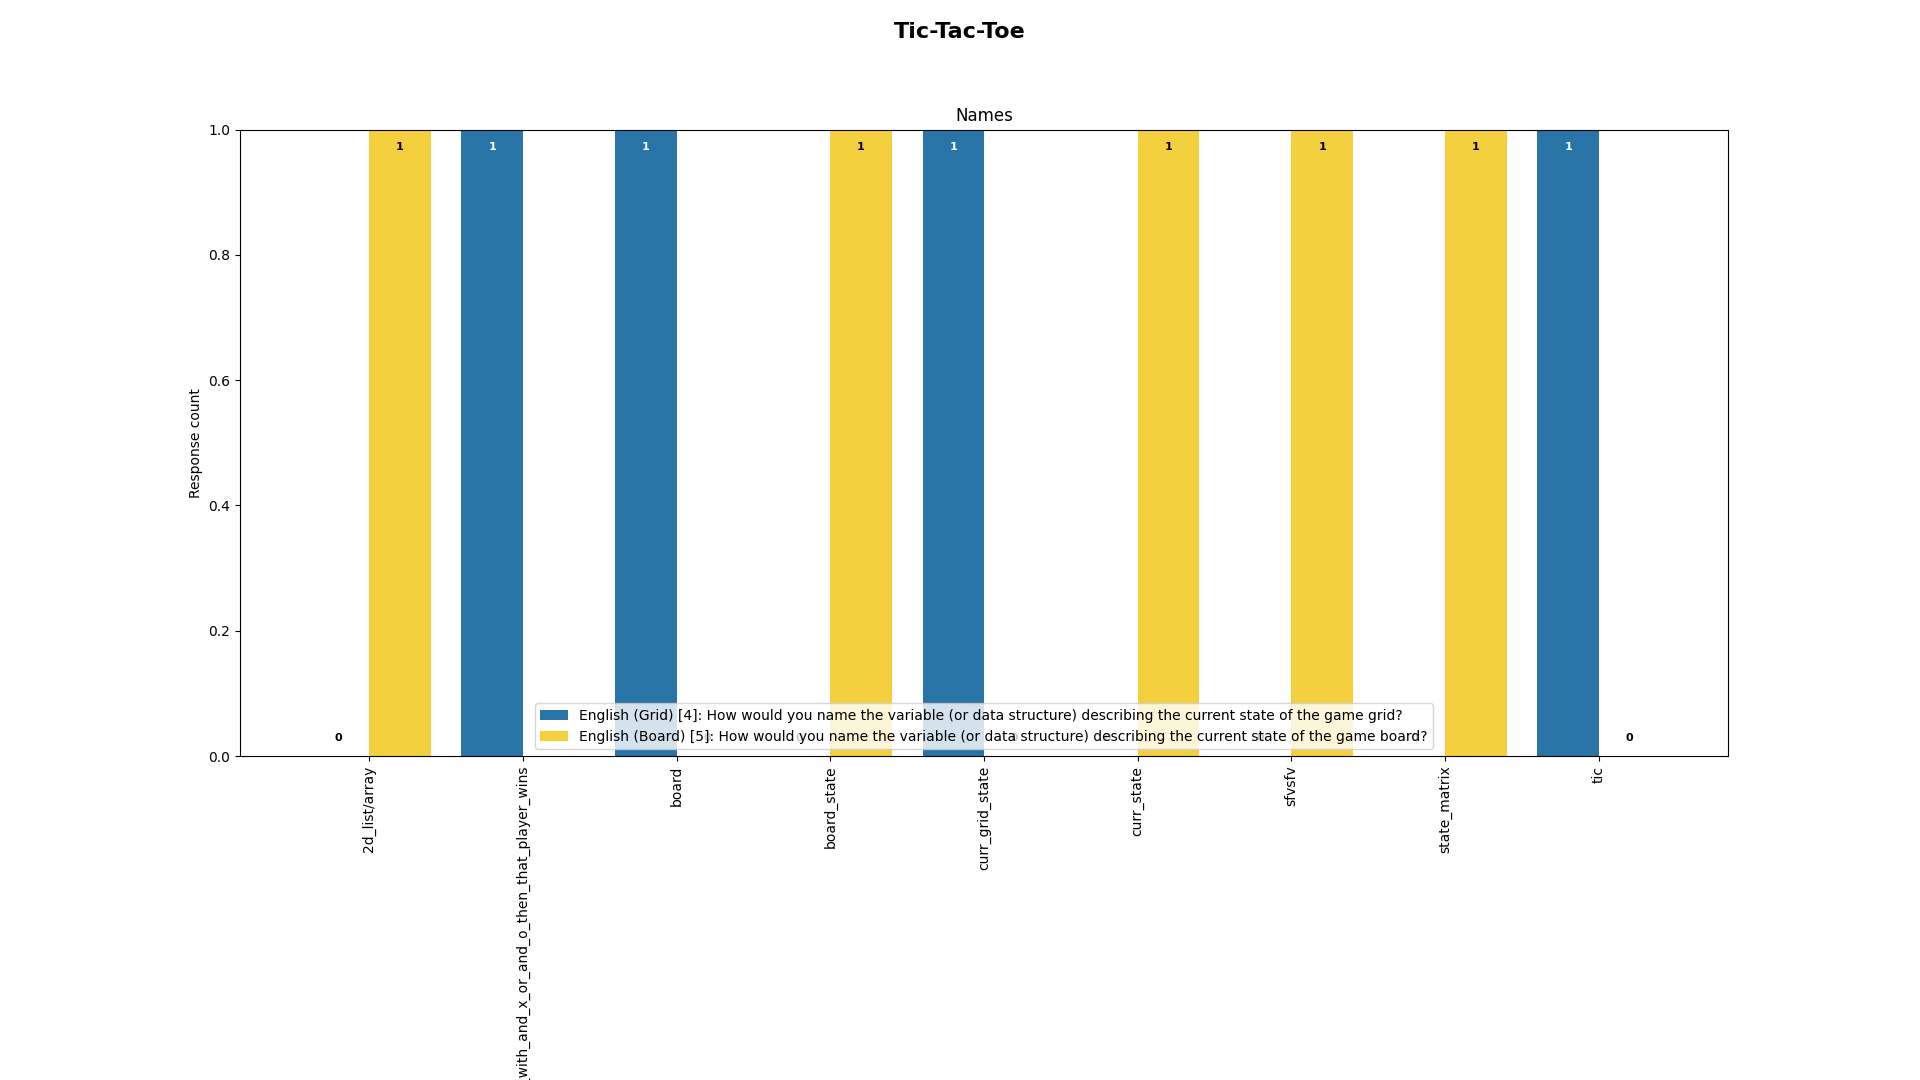 Tic-Tac-Toe
Names
1.0
0.8
0.6
0.4
0.2
0.0
Response count
1 1 1 1 1 1 1 1 1
0 0
English (Grid) [4]: How would you name the variable (or data structure) describing the current state of the game grid?
English (Board) [5]: How would you name the variable (or data structure) describing the current state of the game board?
2d_list/array
_with_and_x_or_and_o_then_that_player_wins
board
board_state
curr_grid_state
curr_state
sfvsfv
state_matrix
tic